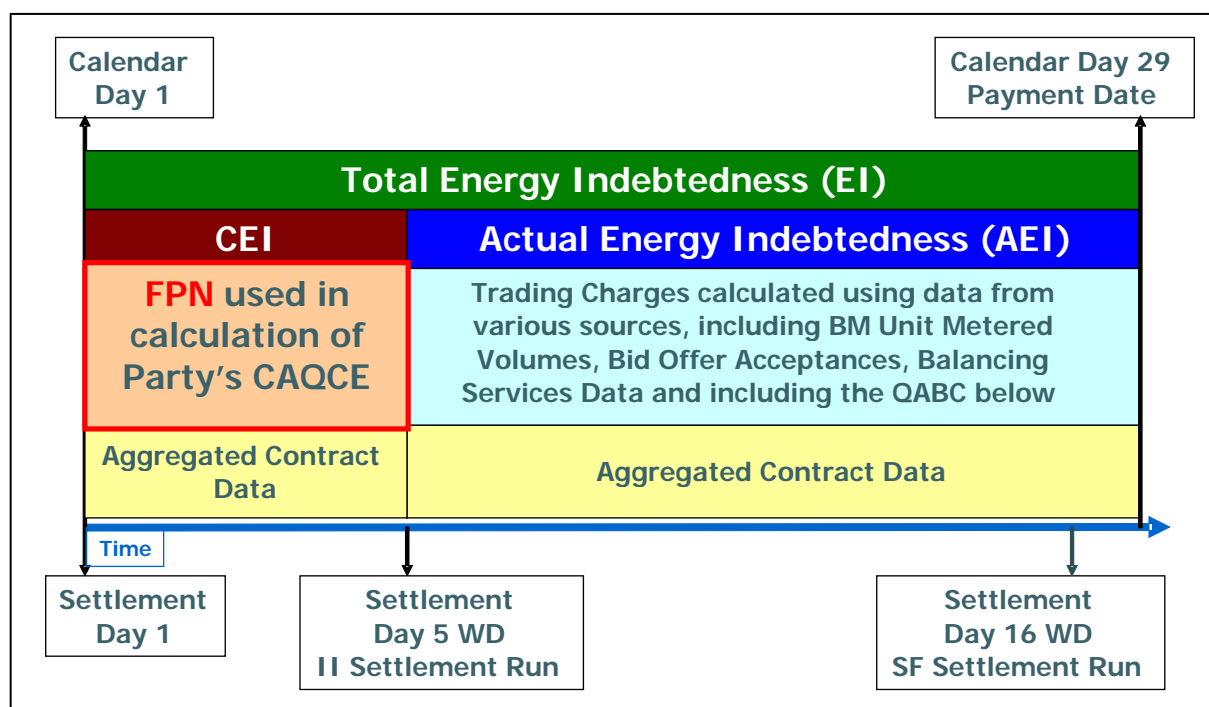 Calendar
Day 1
Calendar Day 29
Payment Date
Total Energy Indebtedness (EI)
CEI
Actual Energy Indebtedness (AEI)
FPN used in
calculation of
Party's CAQCE
Trading Charges calculated using data from
various sources, including BM Unit Metered
Volumes, Bid Offer Acceptances, Balancing
Services Data and including the QABC below
Aggregated Contract
Data
Aggregated Contract Data
Time
Settlement
Day 1
Settlement
Day 5 WD
II Settlement Run
Settlement
Day 16 WD
SF Settlement Run